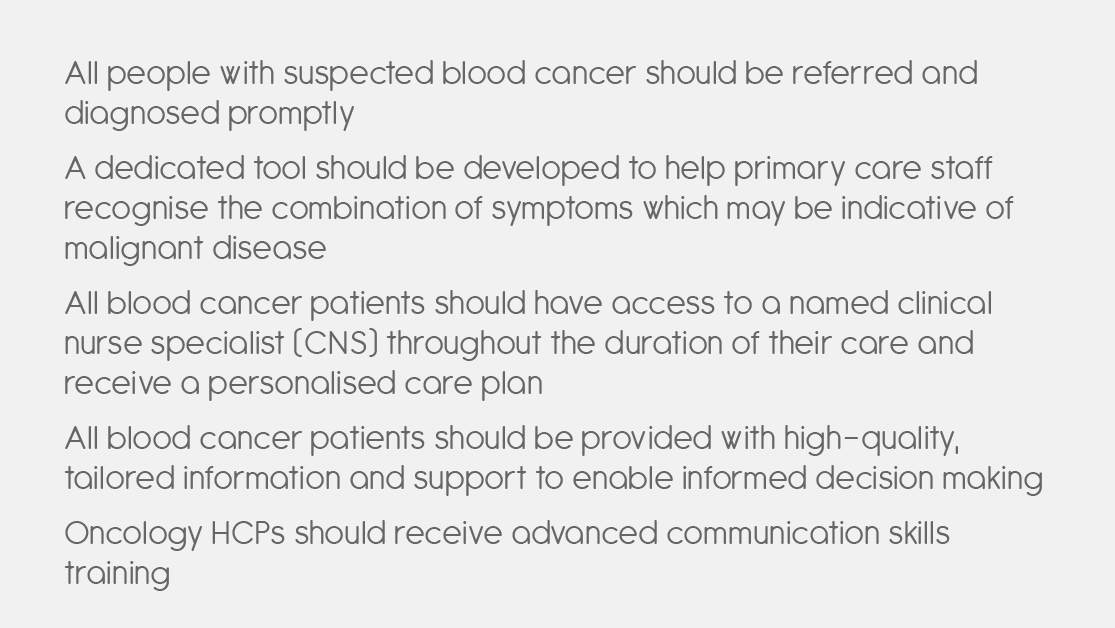 All people with suspected blood cancer should be referred and
diagnosed promptly
A dedicated tool should be developed to help primary care staff
recognise the combination of symptoms which may be indicative of
malignant disease
All blood cancer patients should have access to a named clinical
nurse specialist (CNS) throughout the duration of their care and
receive a personalised care plan
All blood cancer patients should be provided with high-quality,
tailored information and support to enable informed decision making
Oncology HCPs should receive advanced communication skills
training